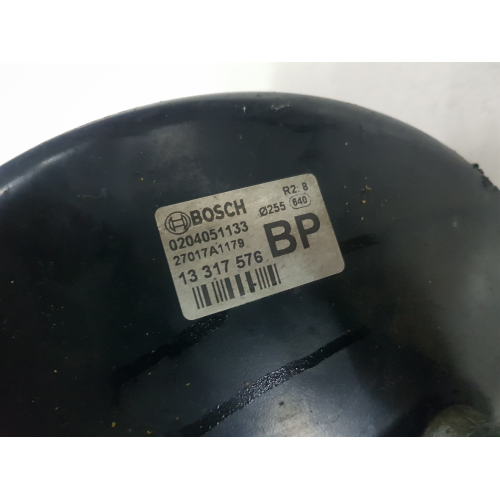 BOSCH R2. 8
0204051133 Ø255 640
27017A1179 BP
13 317 576